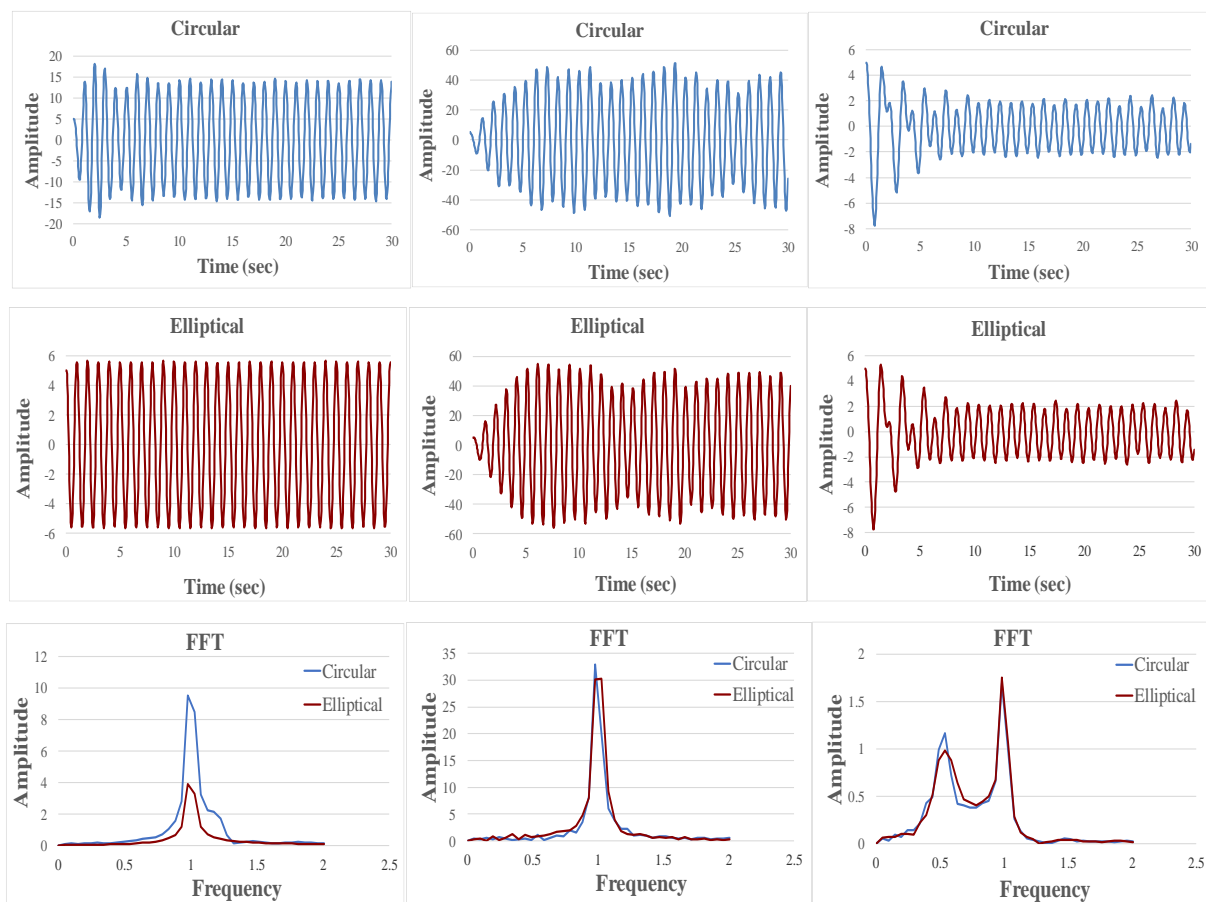 Circular
20
15
10
5
0
-5
-10
-15
-20
Amplitude
0 5 10 15 20 25 30
Time (sec)
Circular
60
40
20
0
-20
-40
-60
Amplitude
0 5 10 15 20 25 30
Time (sec)
Circular
6
4
2
0
-2
-4
-6
-8
Amplitude
0 5 10 15 20 25 30
Time (sec)
Elliptical
6
4
2
0
-2
-4
-6
Amplitude
0 5 10 15 20 25 30
Time (sec)
Elliptical
60
40
20
0
-20
-40
-60
Amplitude
0 5 10 15 20 25 30
Time (sec)
Elliptical
6
4
2
0
-2
-4
-6
-8
Amplitude
0 5 10 15 20 25 30
Time (sec)
FFT
12
10
8
6
4
2
0
Amplitude
Circular
Elliptical
0 0.5 1 1.5 2 2.5
Frequency
FFT
35
30
25
20
15
10
5
0
Amplitude
Circular
Elliptical
0 0.5 1 1.5 2 2.5
Frequency
FFT
2
1.5
1
0.5
0
Amplitude
Circular
Elliptical
0 0.5 1 1.5 2 2.5
Frequency